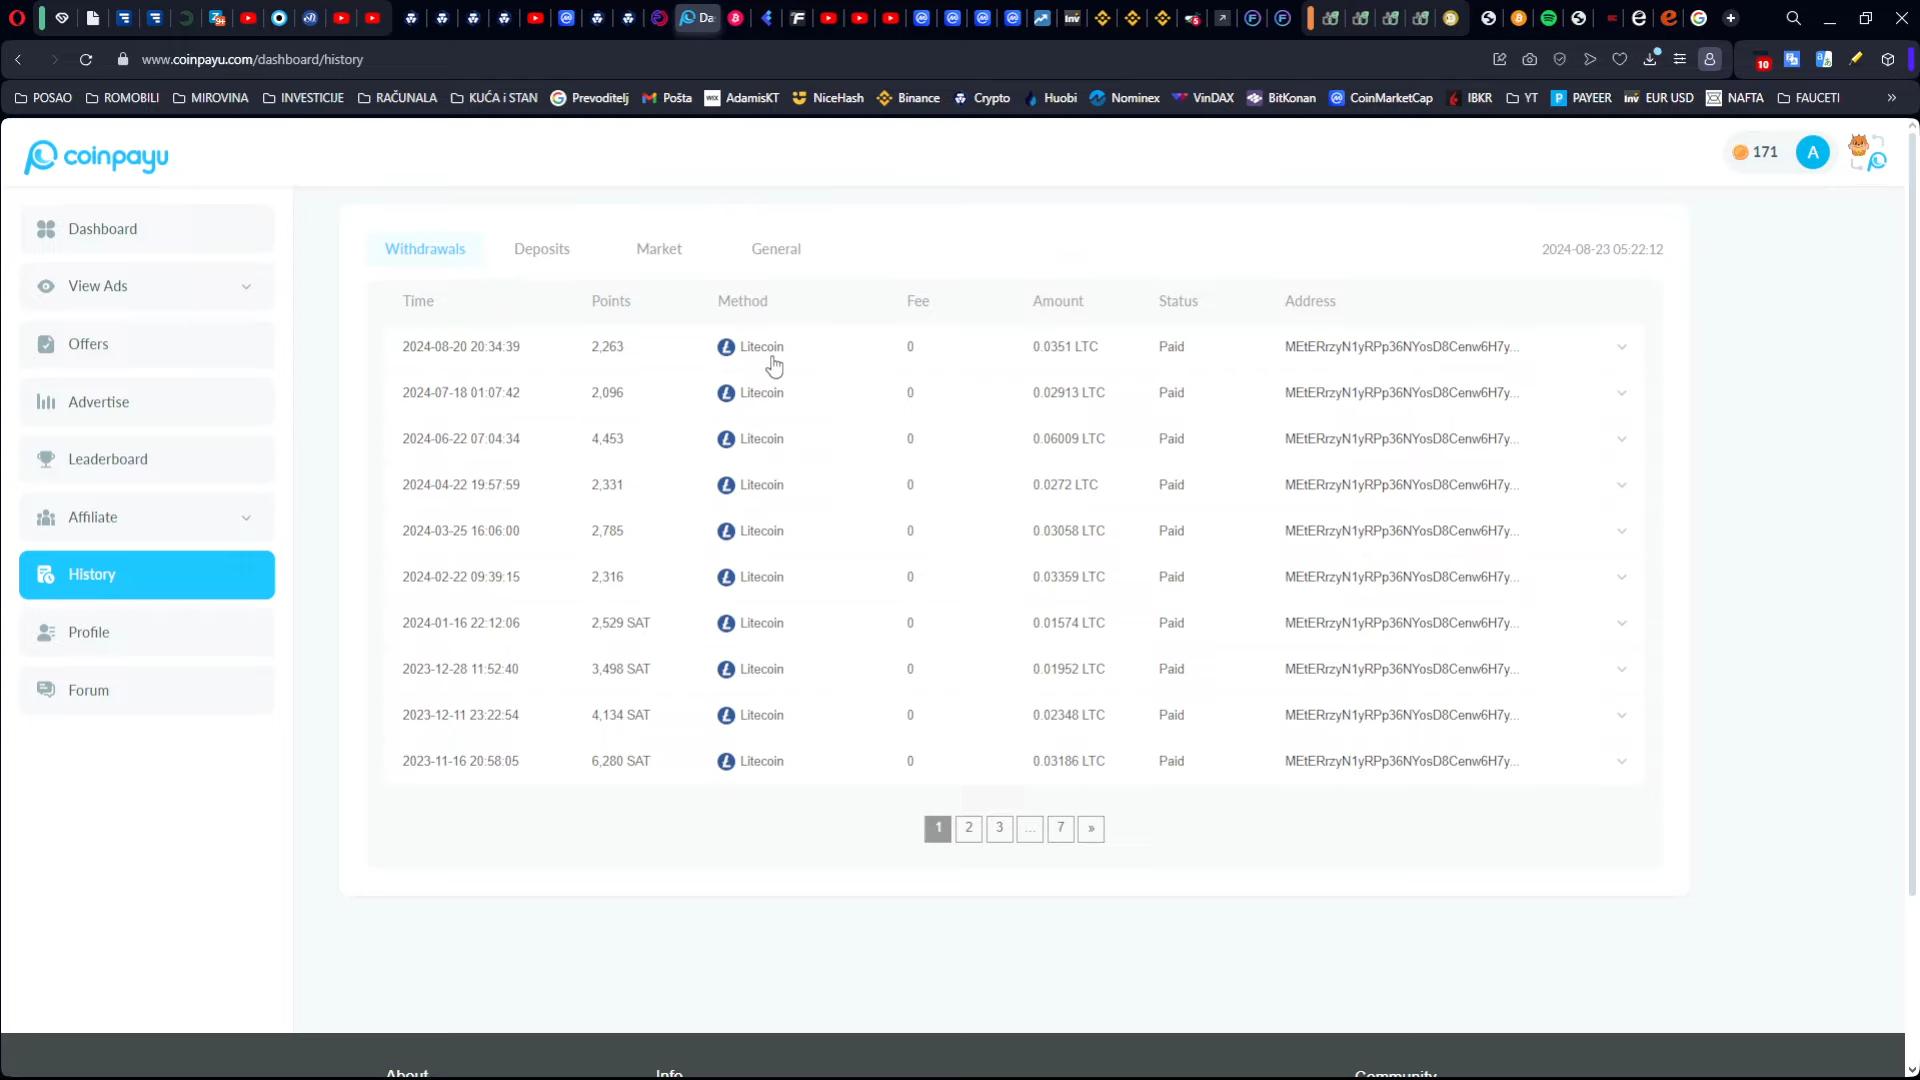 Da
www.coinpayu.com/dashboard/history
10
POSAO ROMOBILI MIROVINA INVESTICIJE RAČUNALA KUĆA i STAN Prevoditelj Pošta AdamisKT NiceHash Binance Crypto Huobi Nominex VinDAX BitKonan CoinMarketCap IBKR YT PAYEER EUR USD NAFTA FAUCETI »
coinpayu
171
A
Dashboard
View Ads
Offers
Advertise
Leaderboard
Affiliate
History
Profile
Forum
Withdrawals Deposits Market General 2024-08-23 05:22:12
Time Points Method Fee Amount Status Address
2024-08-20 20:34:39 2,263 Litecoin 0 0.0351 LTC Paid MEtERrzyN1yRPp36NYosD8Cenw6H7y...
2024-07-18 01:07:42 2,096 Litecoin 0 0.02913 LTC Paid MEtERrzyN1yRPp36NYosD8Cenw6H7y...
2024-06-22 07:04:34 4,453 Litecoin 0 0.06009 LTC Paid MEtERrzyN1yRPp36NYosD8Cenw6H7y...
2024-04-22 19:57:59 2,331 Litecoin 0 0.0272 LTC Paid MEtERrzyN1yRPp36NYosD8Cenw6H7y...
2024-03-25 16:06:00 2,785 Litecoin 0 0.03058 LTC Paid MEtERrzyN1yRPp36NYosD8Cenw6H7y...
2024-02-22 09:39:15 2,316 Litecoin 0 0.03359 LTC Paid MEtERrzyN1yRPp36NYosD8Cenw6H7y...
2024-01-16 22:12:06 2,529 SAT Litecoin 0 0.01574 LTC Paid MEtERrzyN1yRPp36NYosD8Cenw6H7y...
2023-12-28 11:52:40 3,498 SAT Litecoin 0 0.01952 LTC Paid MEtERrzyN1yRPp36NYosD8Cenw6H7y...
2023-12-11 23:22:54 4,134 SAT Litecoin 0 0.02348 LTC Paid MEtERrzyN1yRPp36NYosD8Cenw6H7y...
2023-11-16 20:58:05 6,280 SAT Litecoin 0 0.03186 LTC Paid MEtERrzyN1yRPp36NYosD8Cenw6H7y...
1 2 3 ... 7 »
About Info Community